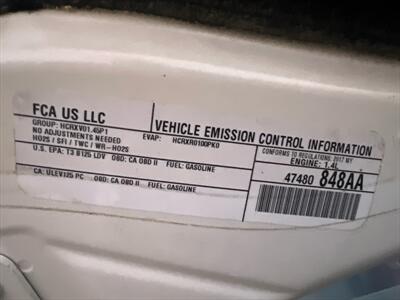 FCA US LLC
VEHICLE EMISSION CONTROL INFORMATION
GROUP: HCRXV01.45P1
EVAP: HCRXR0100PK0
CONFORMS TO REGULATIONS: 2017 MY
NO ADJUSTMENTS NEEDED
ENGINE: 1.4L
HO2S / SFI / TWC / WR-HO2S
U.S. EPA: T3 B125 LDV OBD: CA OBD II FUEL: GASOLINE
CA: ULEV125 PC OBD: CA OBD II FUEL: GASOLINE
47480 848AA